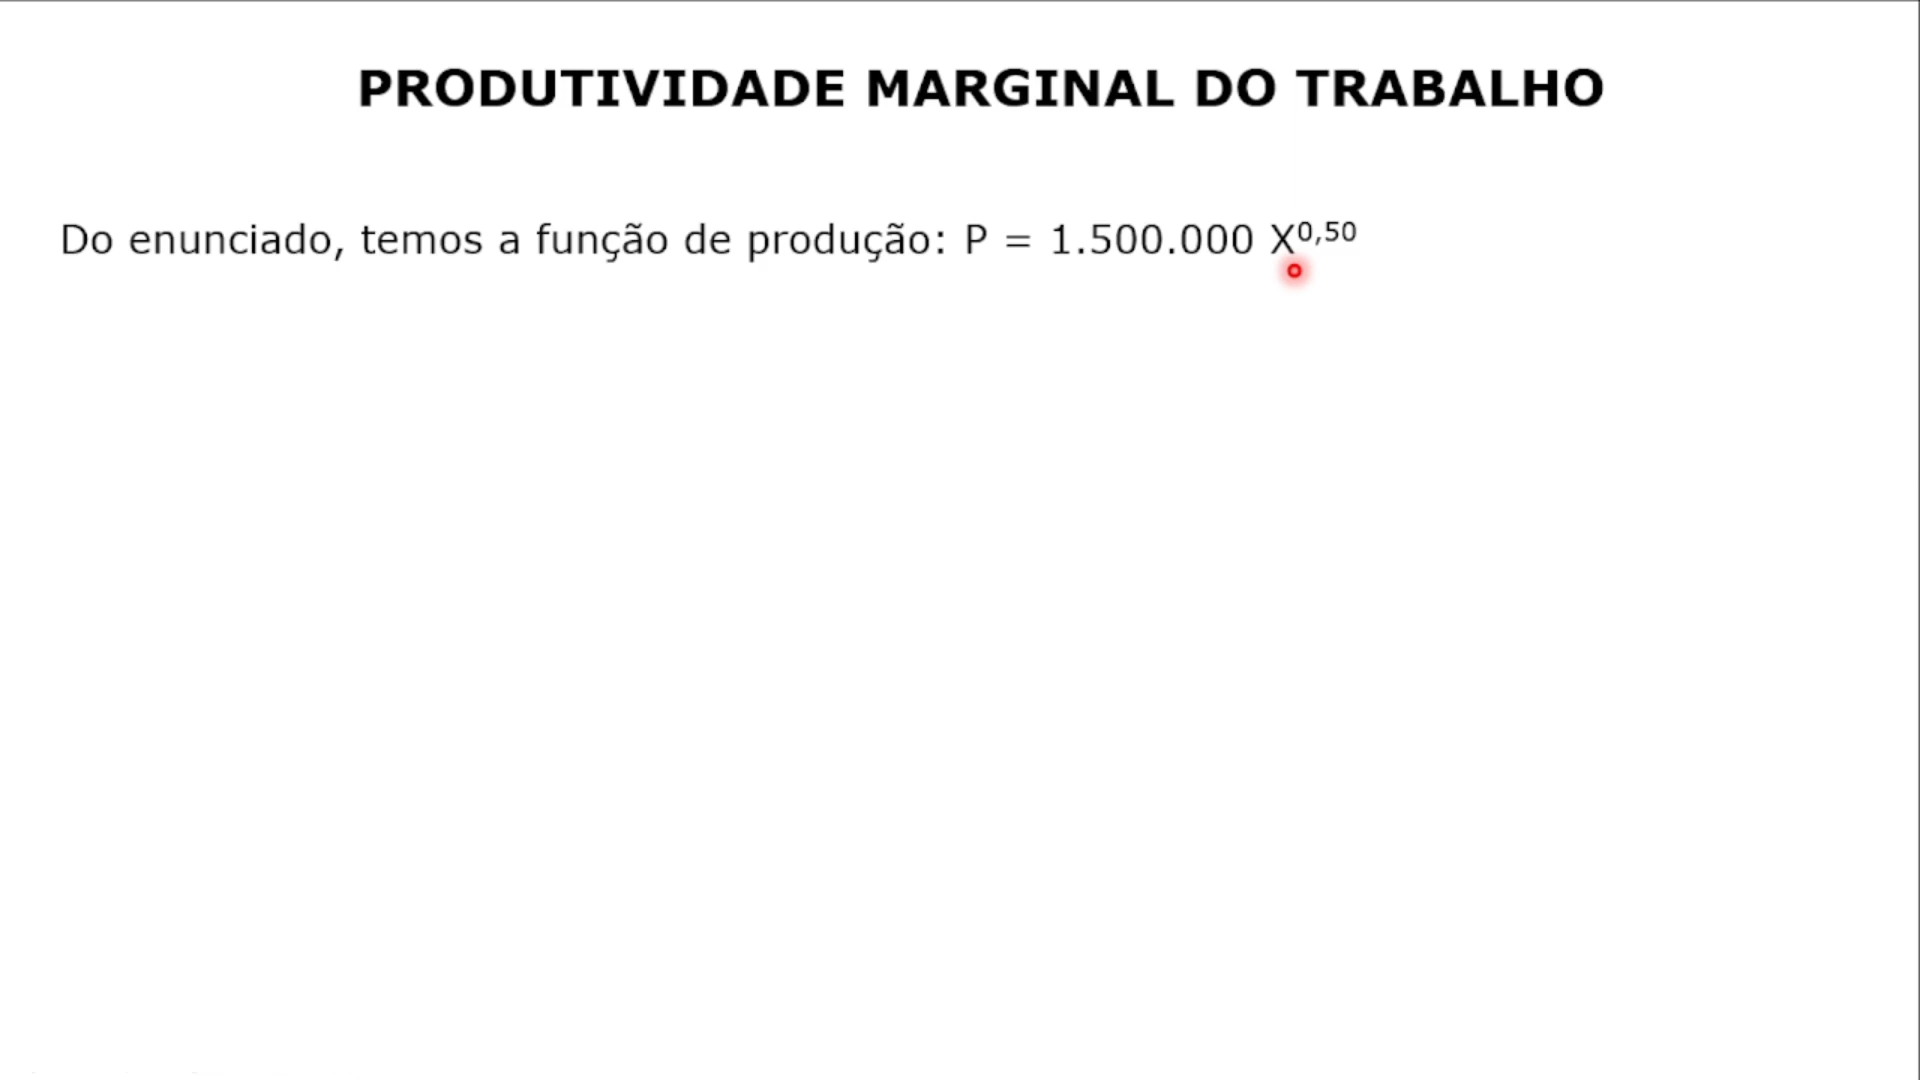 PRODUTIVIDADE MARGINAL DO TRABALHO
Do enunciado, temos a função de produção: P = 1.500.000 X⁰,⁵⁰